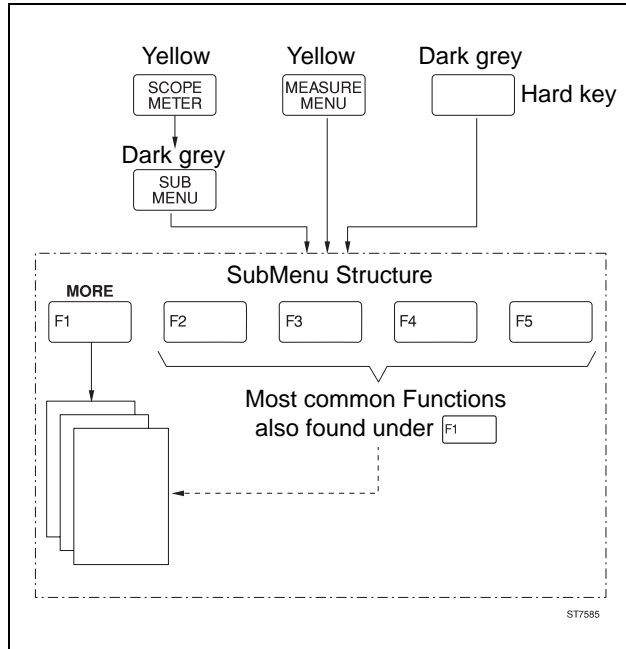 Yellow
Yellow
Dark grey
SCOPE
METER
MEASURE
MENU
Hard key
Dark grey
SUB
MENU
SubMenu Structure
MORE
F1
F2
F3
F4
F5
Most common Functions
also found under F1
ST7585